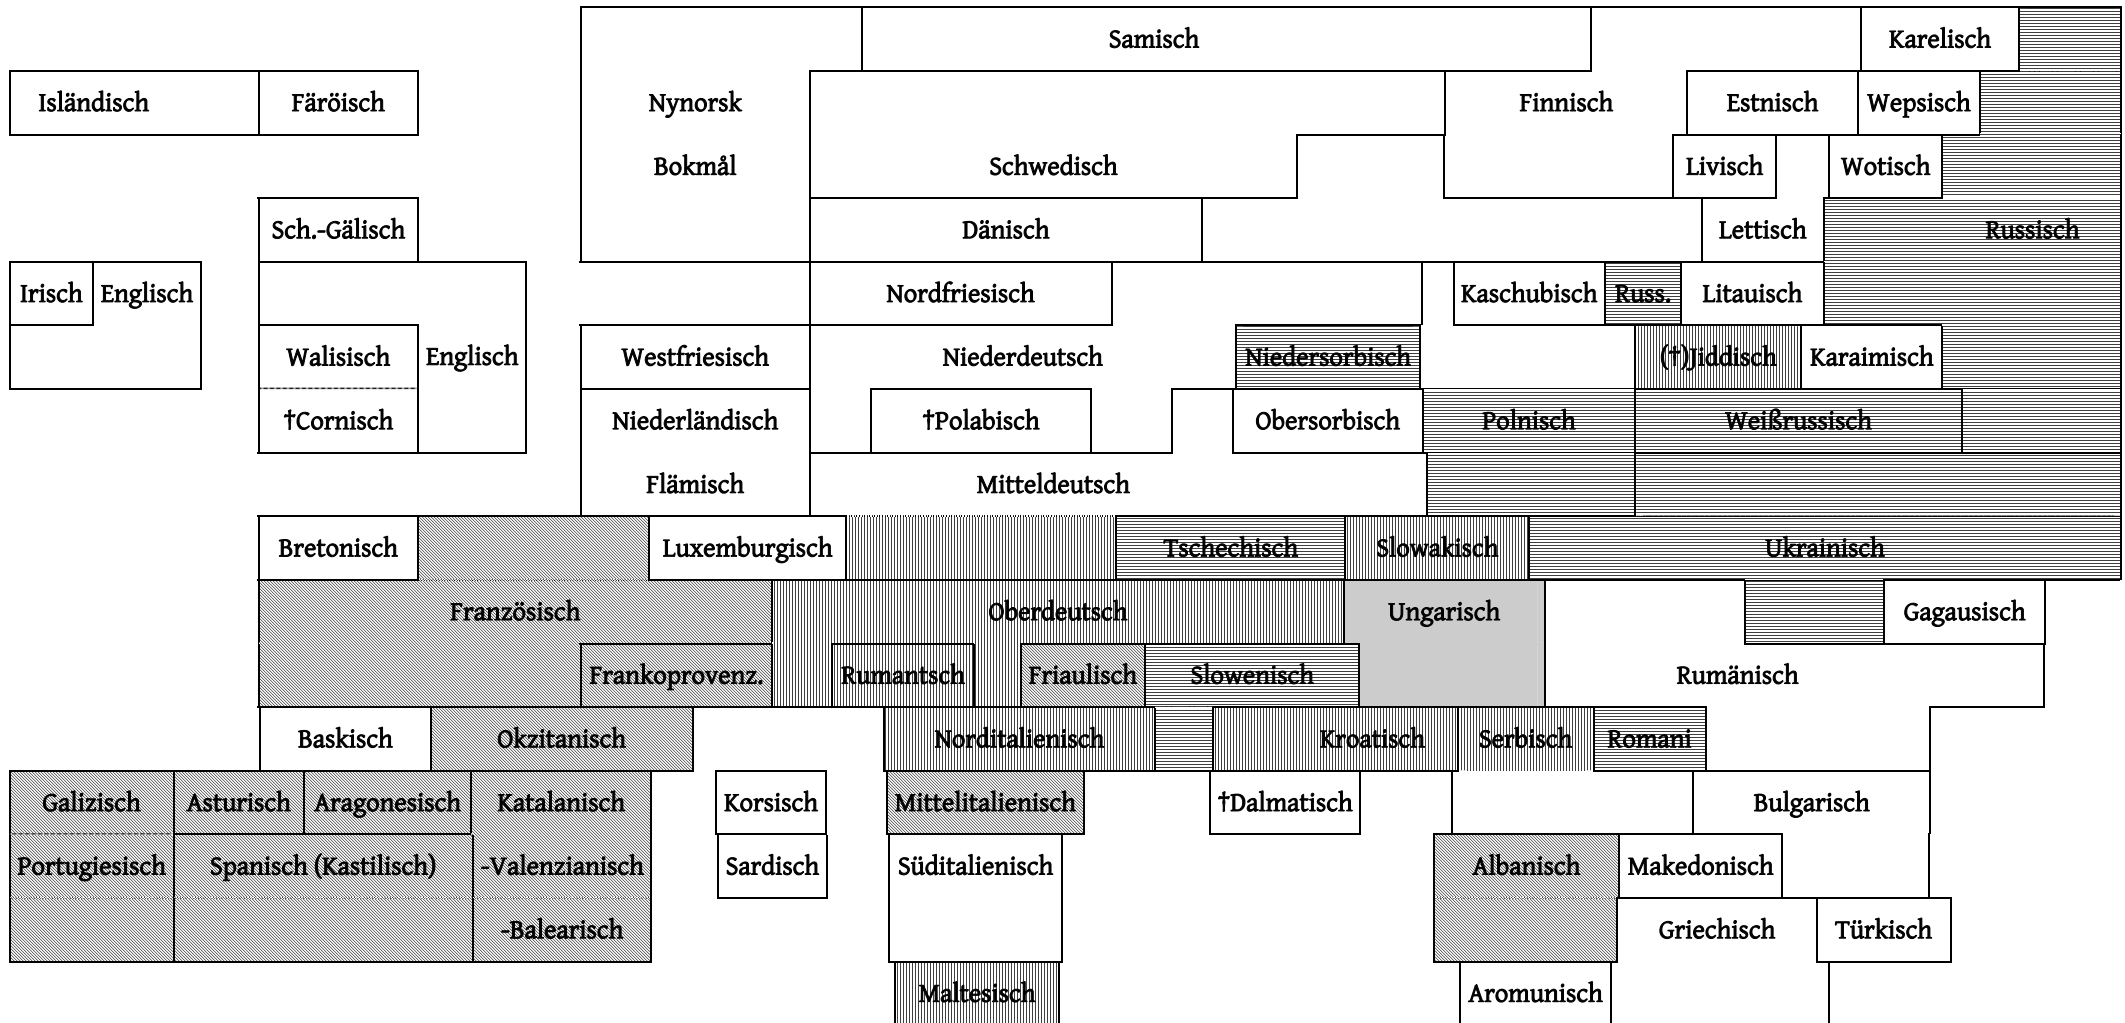 Samisch Karelisch
Isländisch Färöisch Nynorsk Finnisch Estnisch Wepsisch
Bokmål Schwedisch Livisch Wotisch
Sch.-Gälisch Dänisch Lettisch Russisch
Irisch Englisch Nordfriesisch Kaschubisch Russ. Litauisch
Walisisch Englisch Westfriesisch Niederdeutsch Niedersorbisch (†)Jiddisch Karaimisch
†Cornisch Niederländisch †Polabisch Obersorbisch Polnisch Weißrussisch
Flämisch Mitteldeutsch
Bretonisch Luxemburgisch Tschechisch Slowakisch Ukrainisch
Französisch Oberdeutsch Ungarisch Gagausisch
Frankoprovenz. Rumantsch Friaulisch Slowenisch Rumänisch
Baskisch Okzitanisch Norditalienisch Kroatisch Serbisch Romani
Galizisch Asturisch Aragonesisch Katalanisch Korsisch Mittelitalienisch †Dalmatisch Bulgarisch
Portugiesisch Spanisch (Kastilisch) -Valenzianisch Sardisch Süditalienisch Albanisch Makedonisch
-Balearisch Griechisch Türkisch
Maltesisch Aromunisch